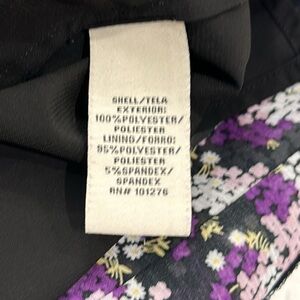 SHELL/TELA
EXTERIOR:
100%POLYESTER/
POLIESTER
LINING/FORRO:
95%POLYESTER/
POLIESTER
5%SPANDEX/
SPANDEX
RN# 101276